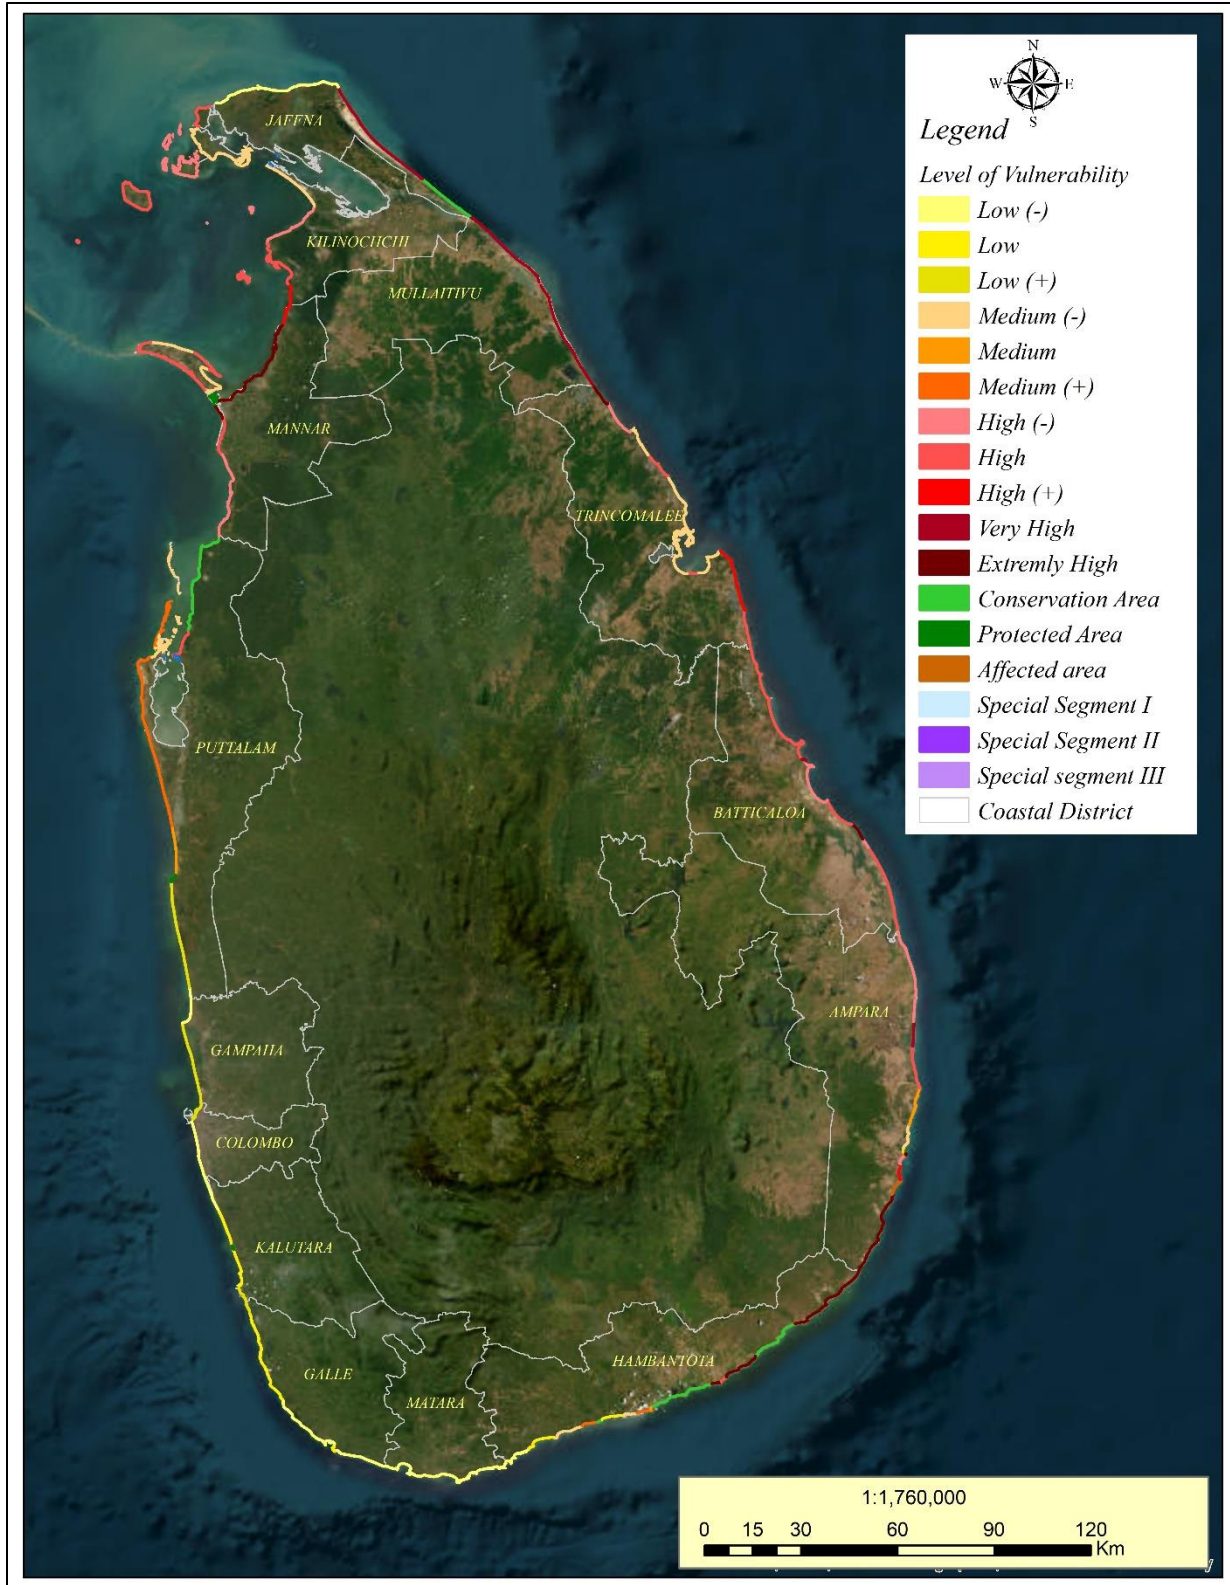 N
W E
S
Legend
Level of Vulnerability
Low (-)
Low
Low (+)
Medium (-)
Medium
Medium (+)
High (-)
High
High (+)
Very High
Extremly High
Conservation Area
Protected Area
Affected area
Special Segment I
Special Segment II
Special segment III
Coastal District
JAFFNA
KILINOCHCHI
MULLAITIVU
MANNAR
TRINCOMALEE
PUTTALAM
BATTICALOA
AMPARA
GAMPAHA
COLOMBO
KALUTARA
GALLE
MATARA
HAMBANTOTA
1:1,760,000
0 15 30 60 90 120
Km